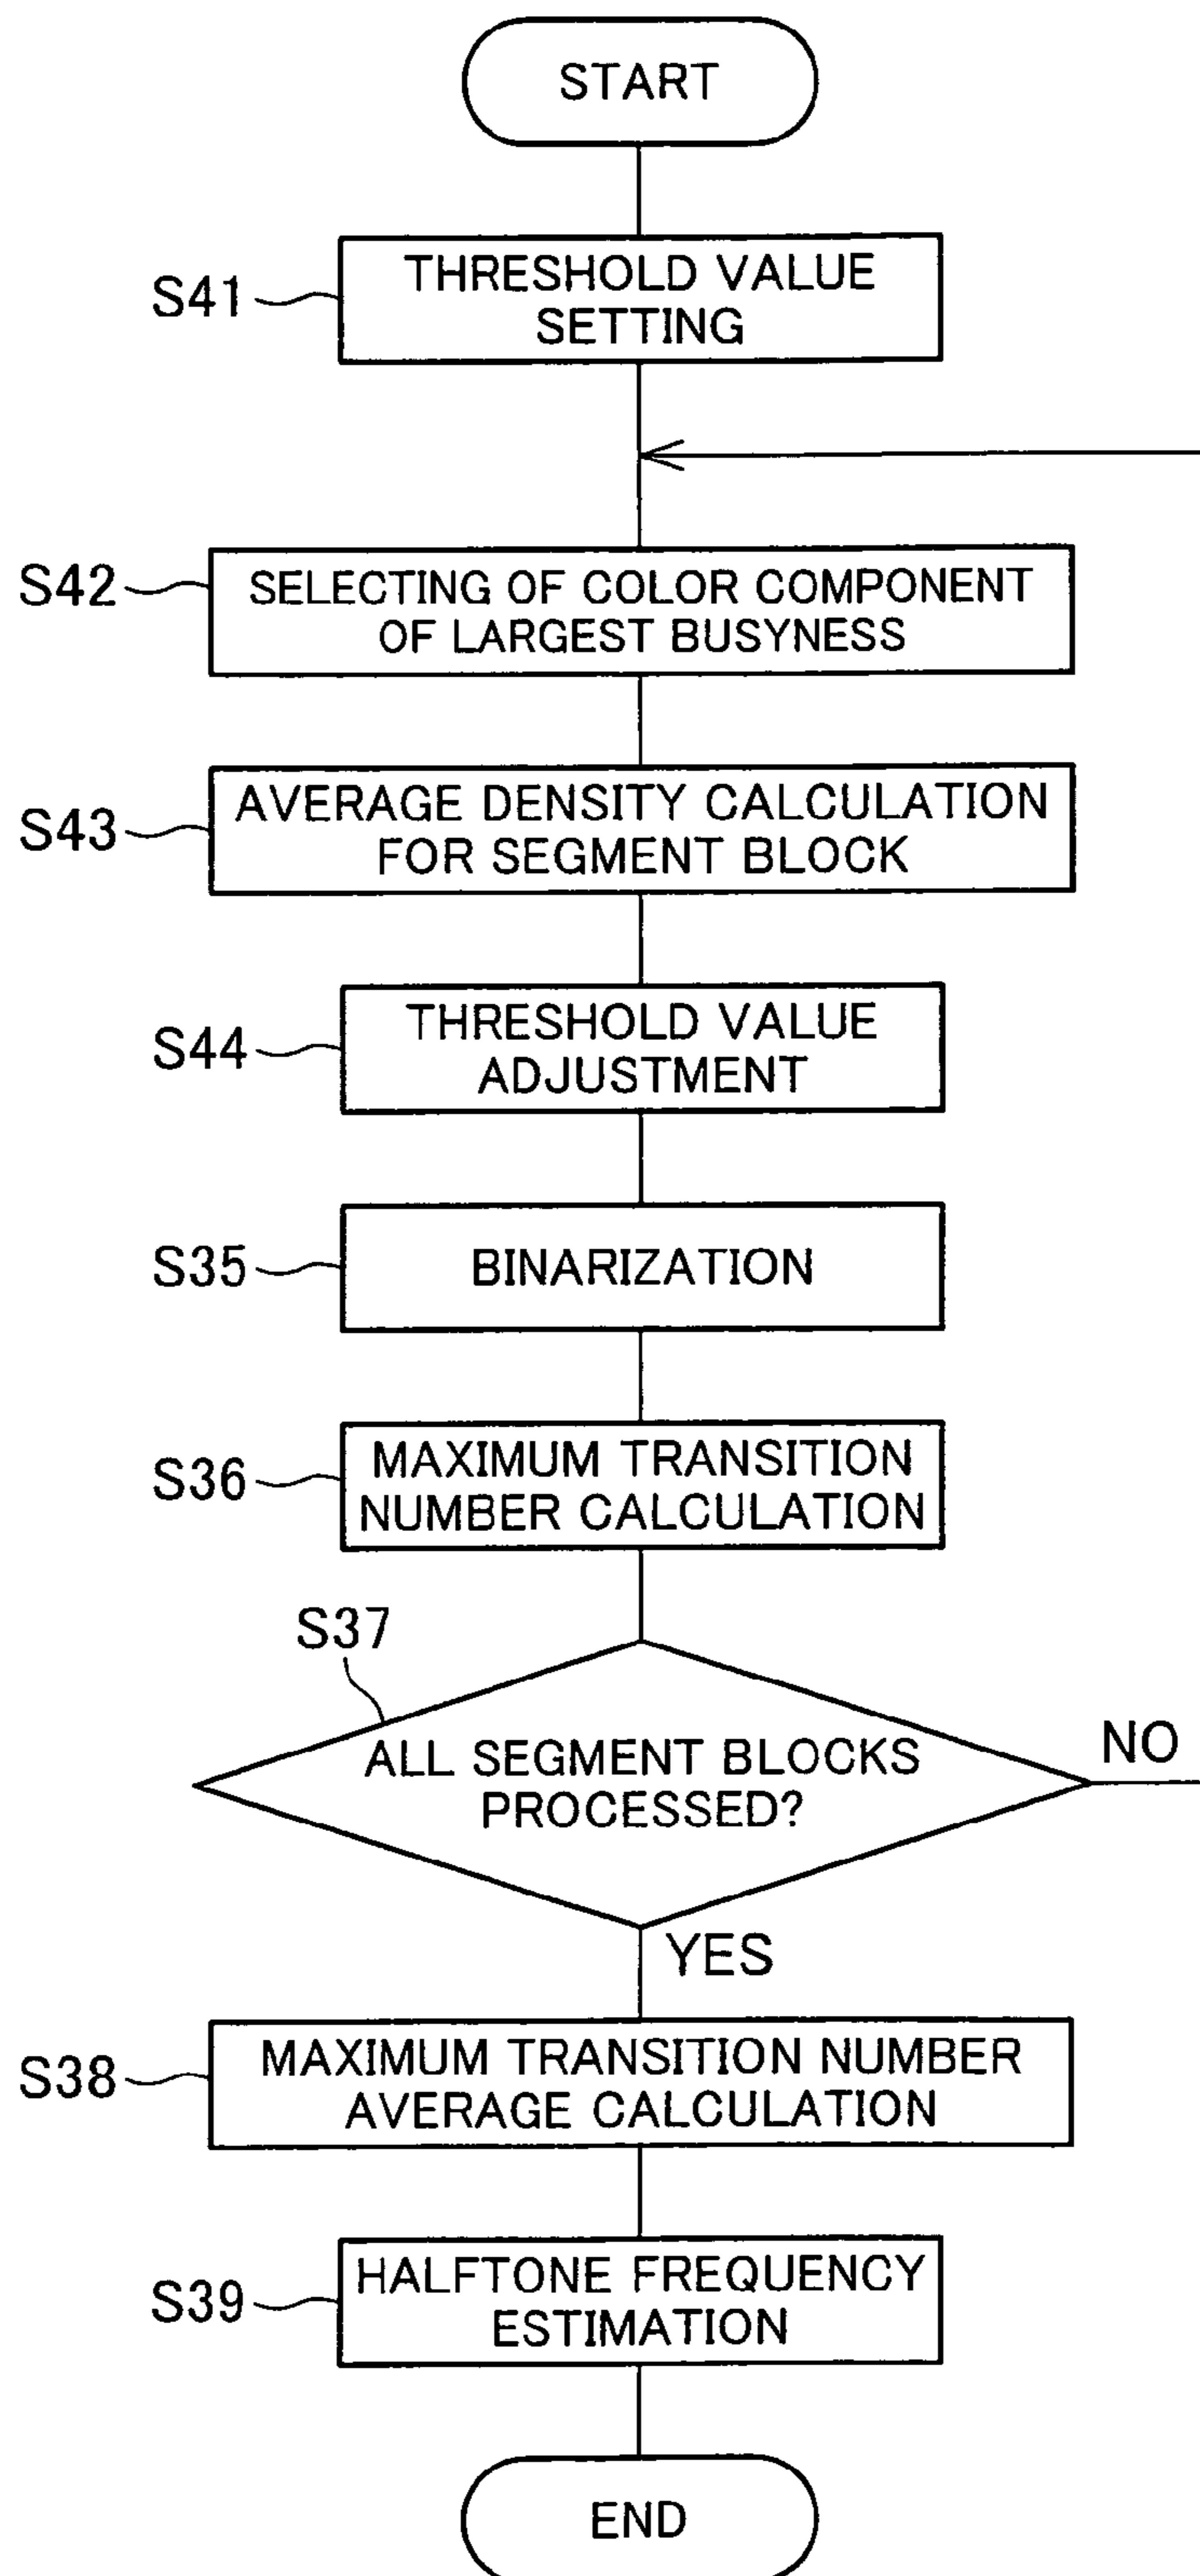 START
S41
THRESHOLD VALUE
SETTING
S42
SELECTING OF COLOR COMPONENT
OF LARGEST BUSYNESS
S43
AVERAGE DENSITY CALCULATION
FOR SEGMENT BLOCK
S44
THRESHOLD VALUE
ADJUSTMENT
S35
BINARIZATION
S36
MAXIMUM TRANSITION
NUMBER CALCULATION
S37
ALL SEGMENT BLOCKS
PROCESSED?
NO
YES
S38
MAXIMUM TRANSITION NUMBER
AVERAGE CALCULATION
S39
HALFTONE FREQUENCY
ESTIMATION
END